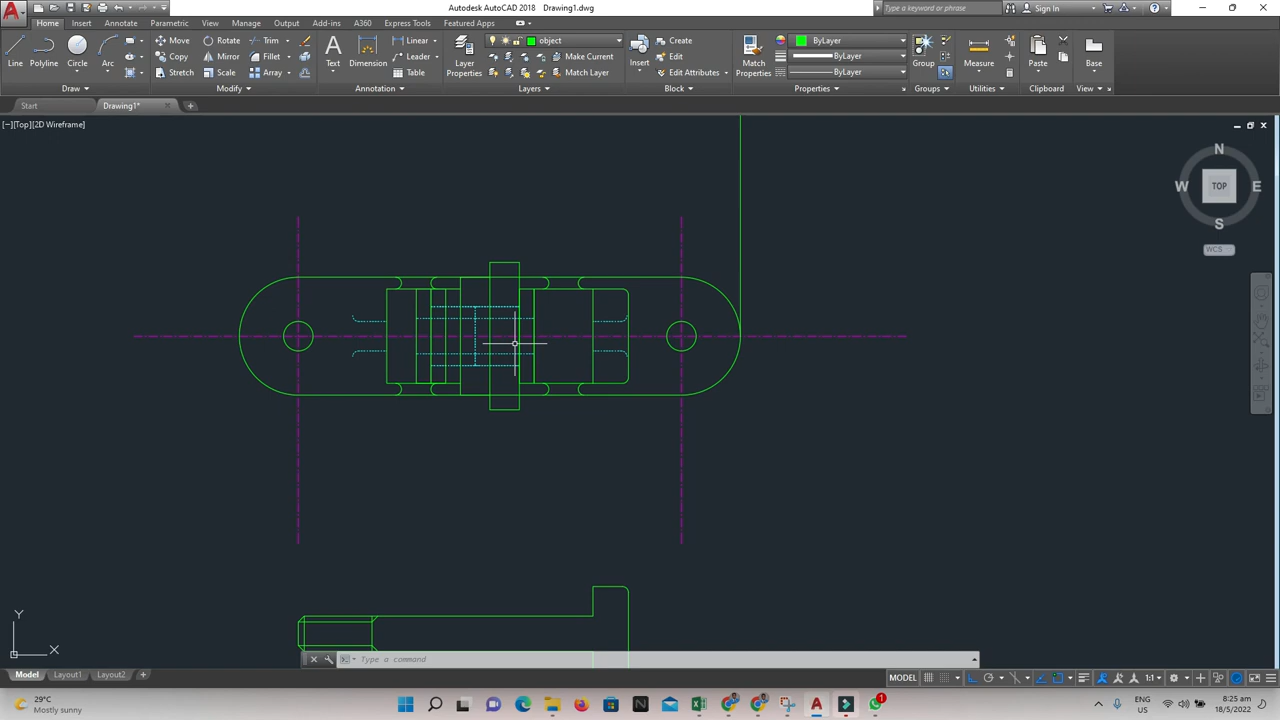 Autodesk AutoCAD 2018 Drawing1.dwg
Type a keyword or phrase
Sign In
Home Insert Annotate Parametric View Manage Output Add-ins A360 Express Tools Featured Apps
Line
Polyline
Circle
Arc
Move
Rotate
Trim
Copy
Mirror
Fillet
Stretch
Scale
Array
Text
Dimension
Linear
Leader
Table
Layer
Properties
object
Make Current
Match Layer
Insert
Create
Edit
Edit Attributes
Match
Properties
ByLayer
ByLayer
ByLayer
Group
Measure
Paste
Base
Draw
Modify
Annotation
Layers
Block
Properties
Groups
Utilities
Clipboard
View
Start
Drawing1*
[−][Top][2D Wireframe]
N
W
TOP
E
S
WCS
Y
X
Type a command
Model
Layout1
Layout2
MODEL
1:1
29°C
Mostly sunny
1
ENG
US
8:25 am
18/5/2022